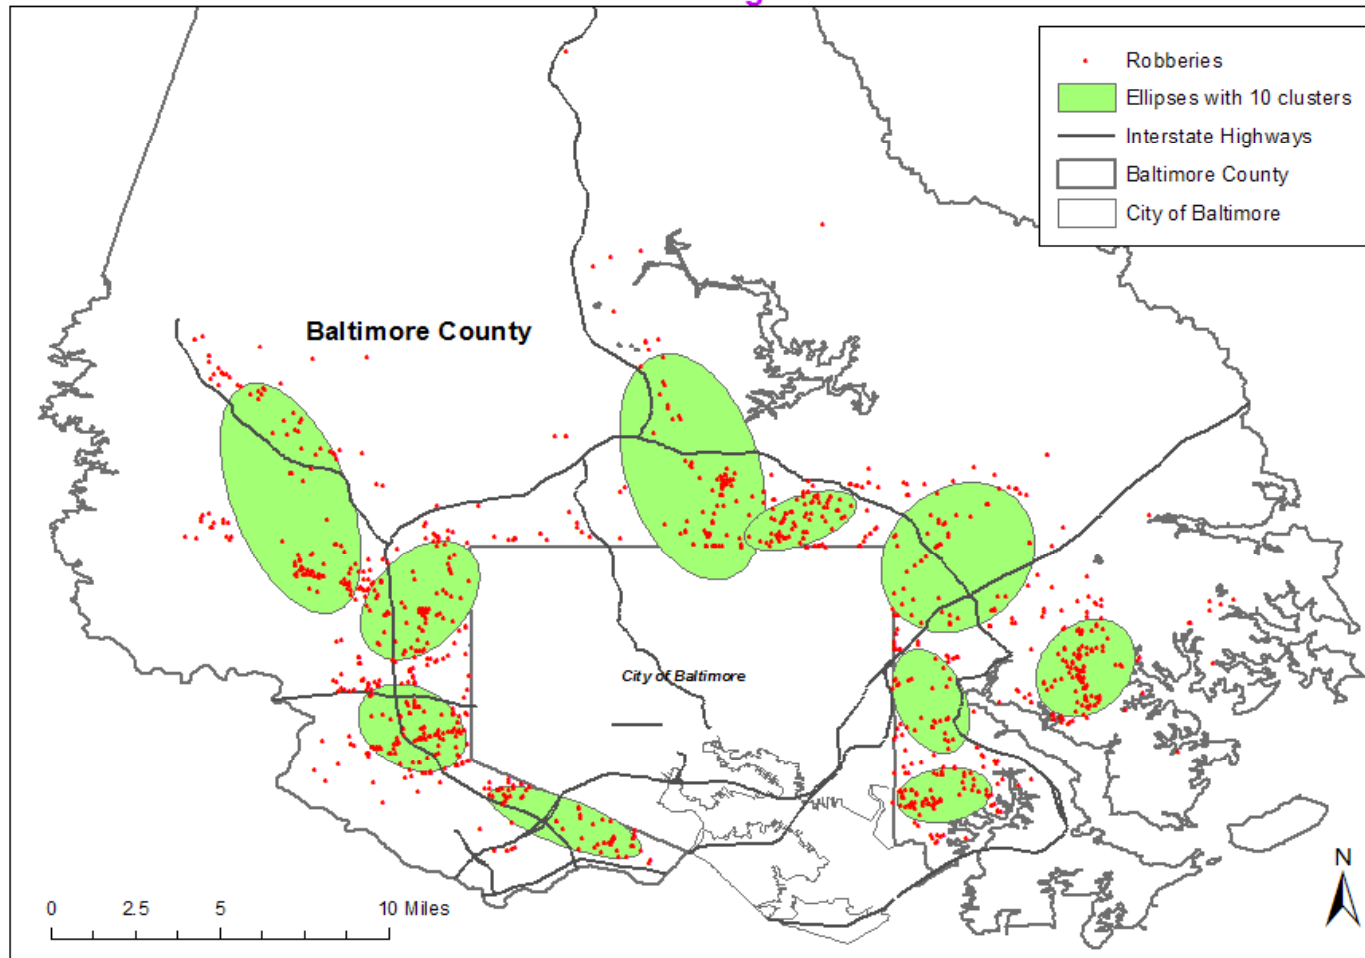 Robberies
Ellipses with 10 clusters
Interstate Highways
Baltimore County
City of Baltimore
Baltimore County
City of Baltimore
N
0 2.5 5 10 Miles